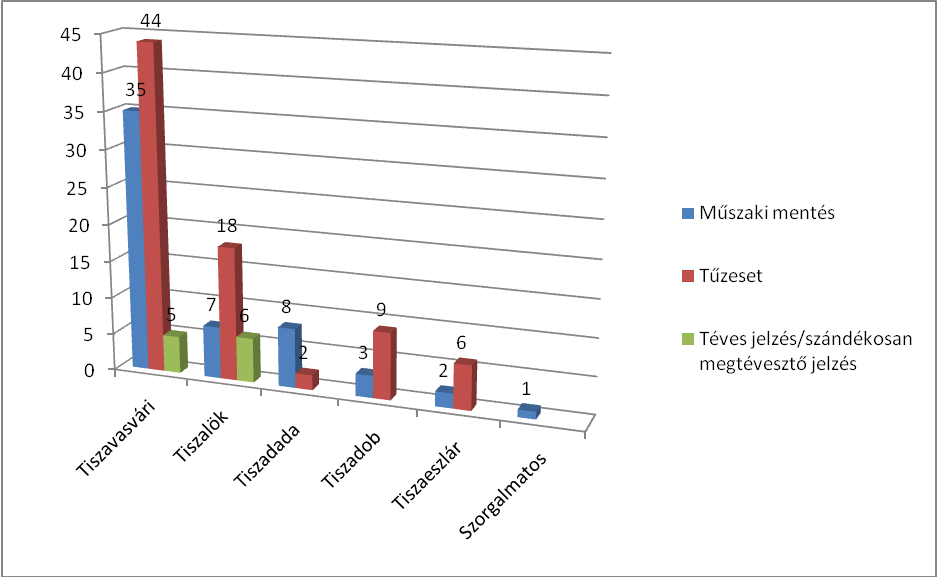 45
40
35
30
25
20
15
10
5
0
44
35
5
18
7
6
8
2
9
3
6
2
1
Tiszavasvári
Tiszalök
Tiszadada
Tiszadob
Tiszaeszlár
Szorgalmatos
Műszaki mentés
Tűzeset
Téves jelzés/szándékosan
megtévesztő jelzés